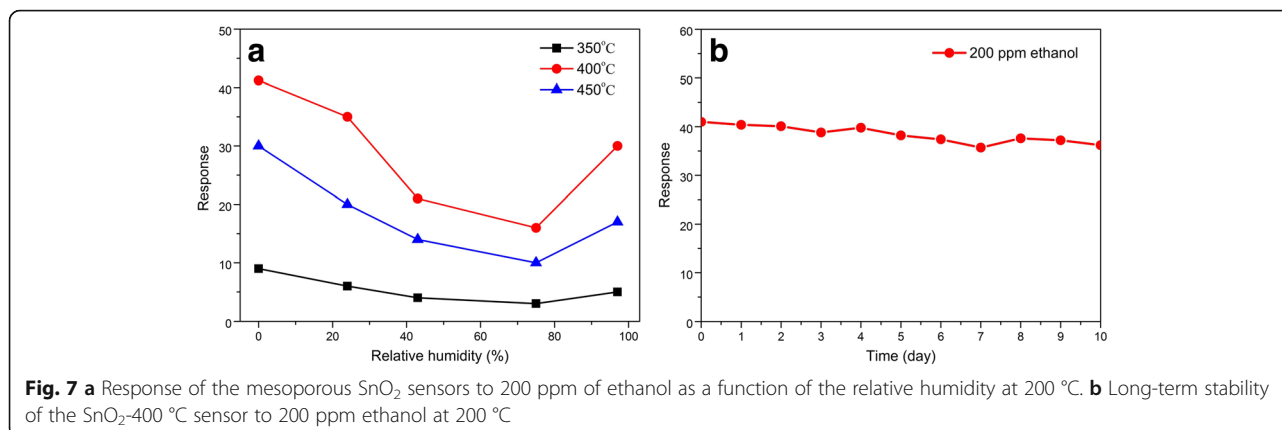 a
350°C
400°C
450°C
50
40
30
20
10
0
Response
0
20
40
60
80
100
Relative humidity (%)
b
200 ppm ethanol
60
50
40
30
20
10
0
Response
0
1
2
3
4
5
6
7
8
9
10
Time (day)
Fig. 7 a Response of the mesoporous SnO₂ sensors to 200 ppm of ethanol as a function of the relative humidity at 200 °C. b Long-term stability
of the SnO₂-400 °C sensor to 200 ppm ethanol at 200 °C